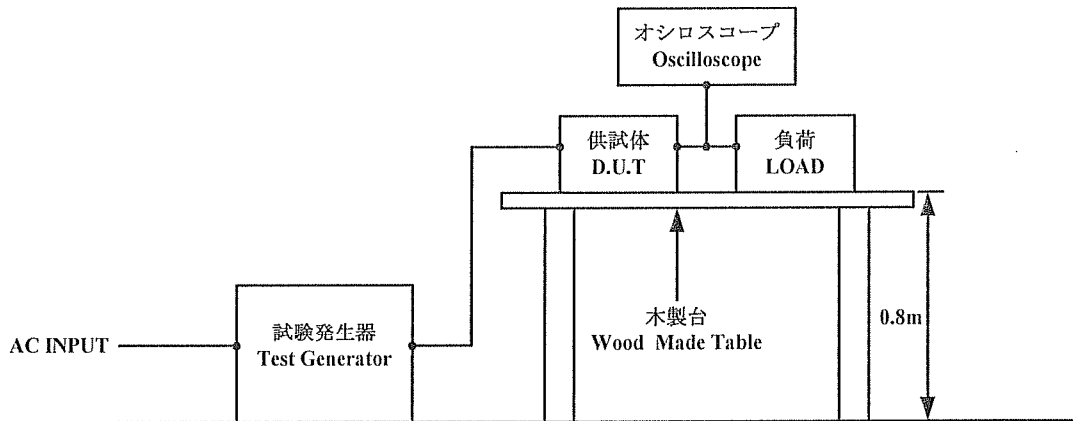 オシロスコープ
Oscilloscope
供試体
D.U.T
負荷
LOAD
試験発生器
Test Generator
AC INPUT
木製台
Wood Made Table
0.8m